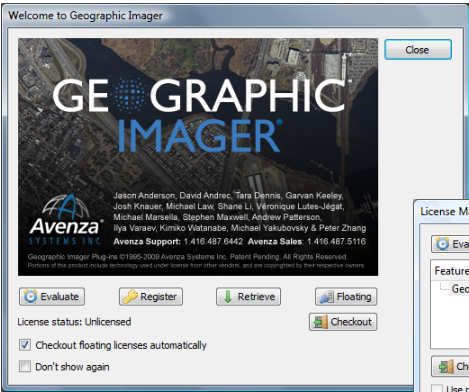 Welcome to Geographic Imager
Close
GEOGRAPHIC
IMAGER®
Jason Anderson, David Andrec, Tara Dennis, Garvan Keeley,
Josh Knauer, Michael Law, Shane Li, Véronique Lutes-Jégat,
Michael Marsella, Stephen Maxwell, Andrew Patterson,
Ilya Varaev, Kimiko Watanabe, Michael Yakubovsky & Peter Zhang
Avenza®
SYSTEMS INC.
Avenza Support: 1.416.487.6442 Avenza Sales: 1.416.487.5116
Geographic Imager Plug-ins ©1995-2009 Avenza Systems Inc. Patent Pending. All Rights Reserved.
Portions of this product include technology used under license from other vendors, and are copyrighted by their respective owners
Evaluate
Register
Retrieve
Floating
License status: Unlicensed
Checkout
Checkout floating licenses automatically
Don't show again
License Ma
Eva
Feature
Geo
Ch